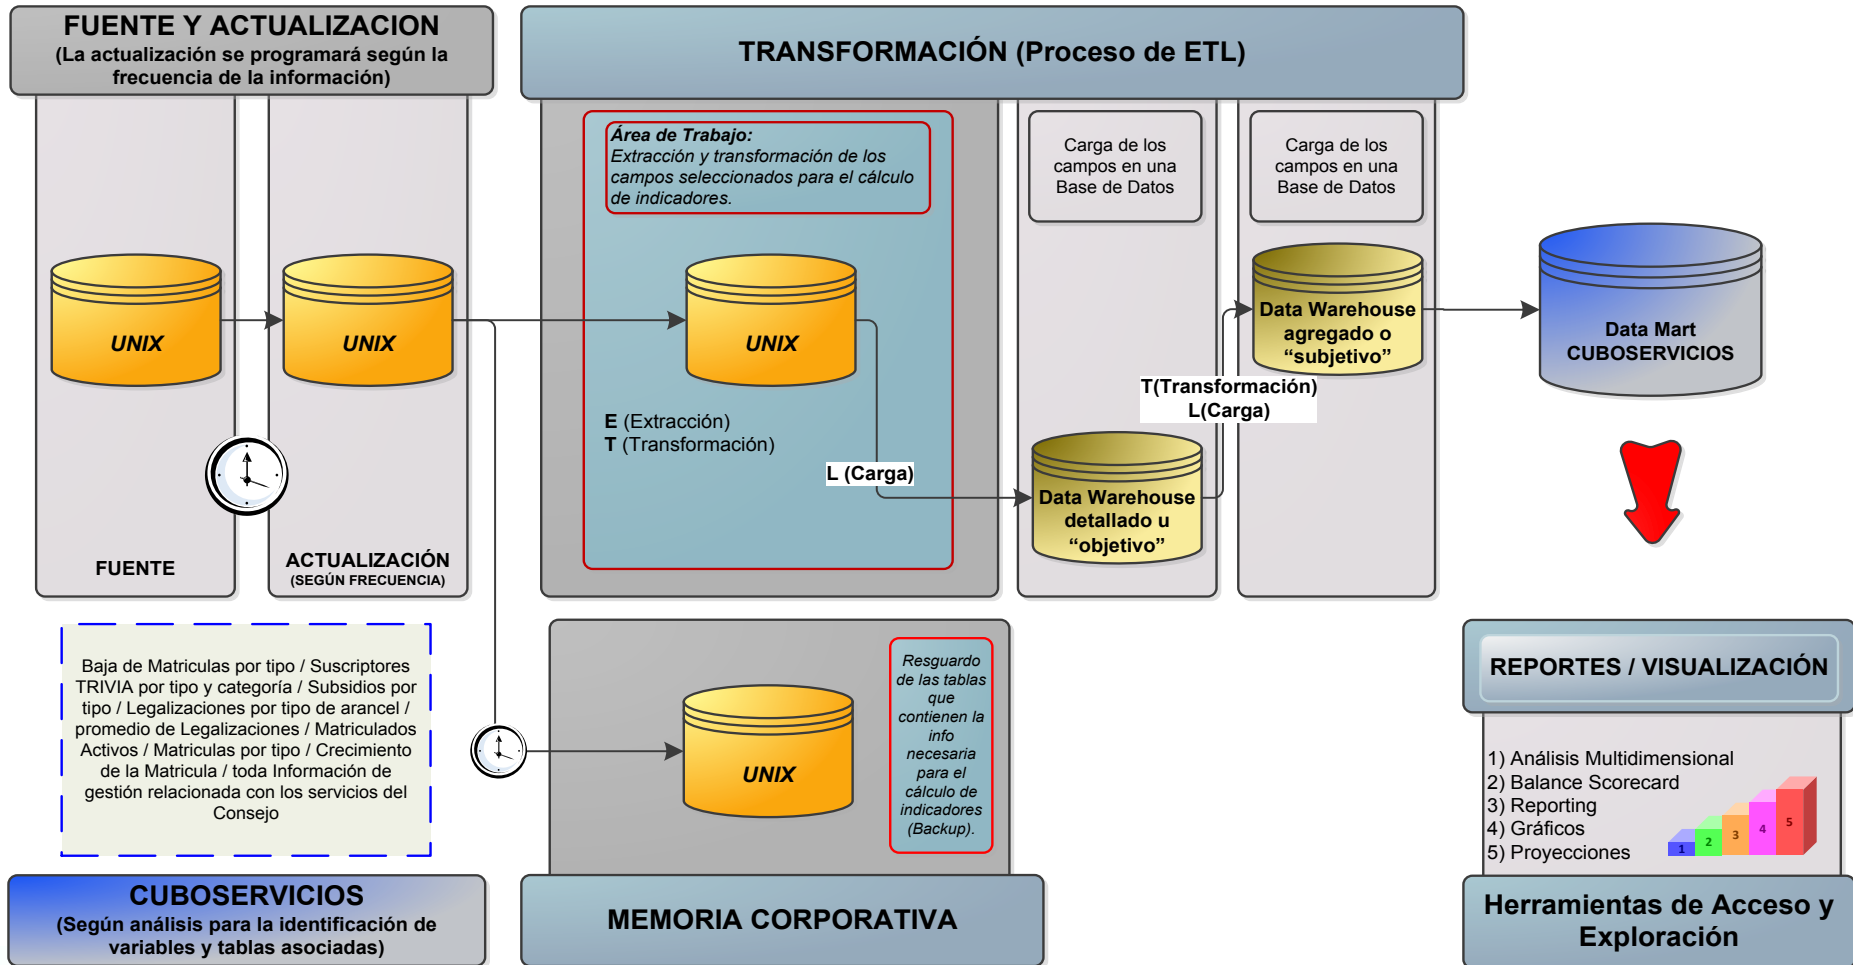 FUENTE Y ACTUALIZACION
(La actualización se programará según la
frecuencia de la información)
TRANSFORMACIÓN (Proceso de ETL)
Área de Trabajo:
Extracción y transformación de los
campos seleccionados para el cálculo
de indicadores.
Carga de los
campos en una
Base de Datos
Carga de los
campos en una
Base de Datos
UNIX
UNIX
UNIX
Data Warehouse
agregado o
“subjetivo”
Data Mart
CUBOSERVICIOS
T(Transformación)
L(Carga)
E (Extracción)
T (Transformación)
L (Carga)
Data Warehouse
detallado u
“objetivo”
FUENTE
ACTUALIZACIÓN
(SEGÚN FRECUENCIA)
Baja de Matriculas por tipo / Suscriptores
TRIVIA por tipo y categoría / Subsidios por
tipo / Legalizaciones por tipo de arancel /
promedio de Legalizaciones / Matriculados
Activos / Matriculas por tipo / Crecimiento
de la Matricula / toda Información de
gestión relacionada con los servicios del
Consejo
UNIX
Resguardo
de las tablas
que
contienen la
info
necesaria
para el
cálculo de
indicadores
(Backup).
REPORTES / VISUALIZACIÓN
1) Análisis Multidimensional
2) Balance Scorecard
3) Reporting
4) Gráficos
5) Proyecciones
1
2
3
4
5
CUBOSERVICIOS
(Según análisis para la identificación de
variables y tablas asociadas)
MEMORIA CORPORATIVA
Herramientas de Acceso y
Exploración